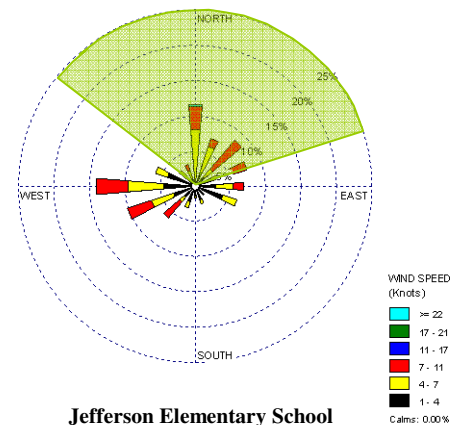 NORTH
25%
20%
15%
10%
5%
WEST
EAST
SOUTH
WIND SPEED
(Knots)
>= 22
17 - 21
11 - 17
7 - 11
4 - 7
1 - 4
Calms: 0.00%
Jefferson Elementary School